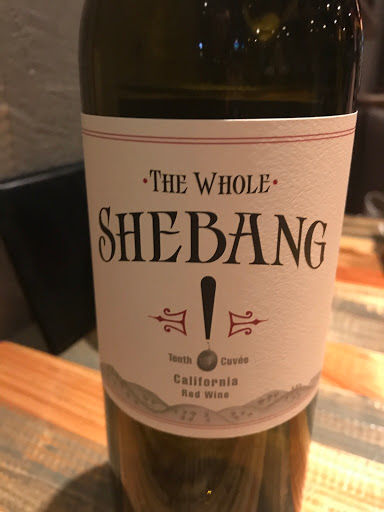 ·THE WHOLE·
SHEBANG
!
Tenth Cuvée
California
Red Wine